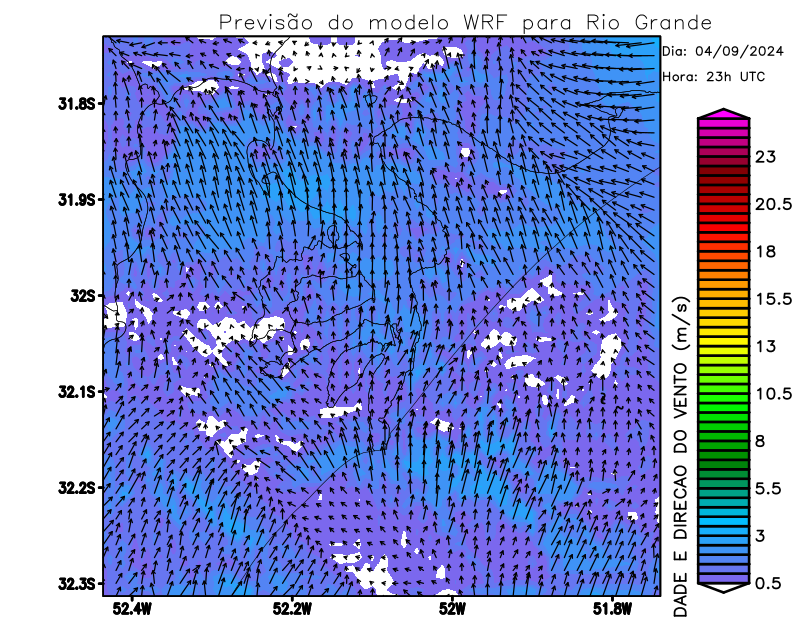 Previsão do modelo WRF para Rio Grande
Dia: 04/09/2024
Hora: 23h UTC
31.8S
31.9S
32S
32.1S
32.2S
32.3S
52.4W
52.2W
52W
51.8W
DADE E DIRECAO DO VENTO (m/s)
23
20.5
18
15.5
13
10.5
8
5.5
3
0.5